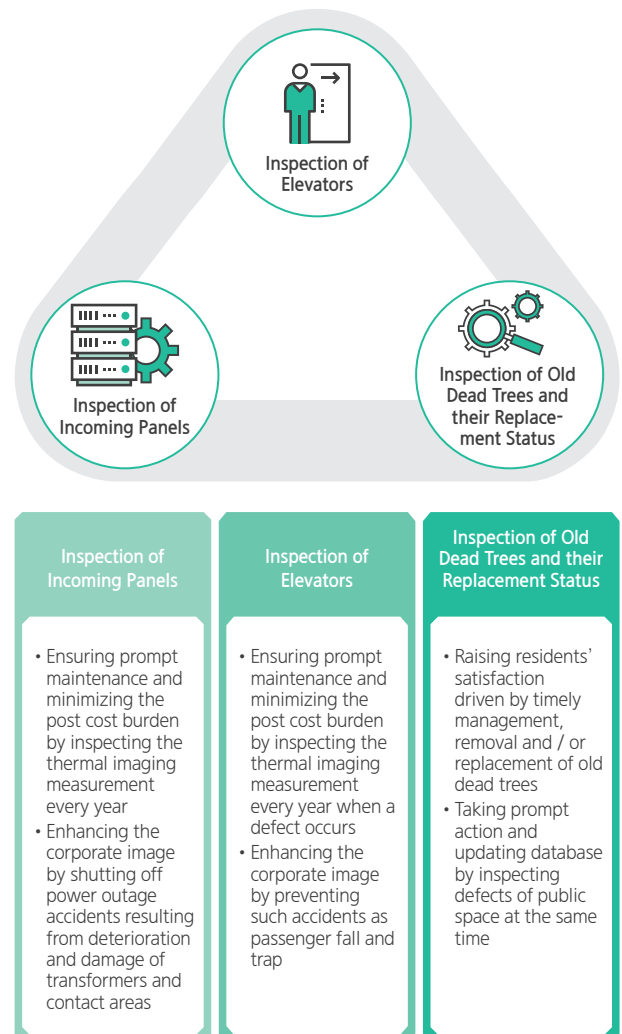 Inspection of
Elevators
Inspection of
Incoming Panels
Inspection of Old
Dead Trees and
their Replace-
ment Status
Inspection of
Incoming Panels
• Ensuring prompt
maintenance and
minimizing the
post cost burden
by inspecting the
thermal imaging
measurement
every year
• Enhancing the
corporate image
by shutting off
power outage
accidents resulting
from deterioration
and damage of
transformers and
contact areas
Inspection of
Elevators
• Ensuring prompt
maintenance and
minimizing the
post cost burden
by inspecting the
thermal imaging
measurement
every year when a
defect occurs
• Enhancing the
corporate image
by preventing
such accidents as
passenger fall and
trap
Inspection of Old
Dead Trees and their
Replacement Status
• Raising residents’
satisfaction
driven by timely
management,
removal and / or
replacement of old
dead trees
• Taking prompt
action and
updating database
by inspecting
defects of public
space at the same
time